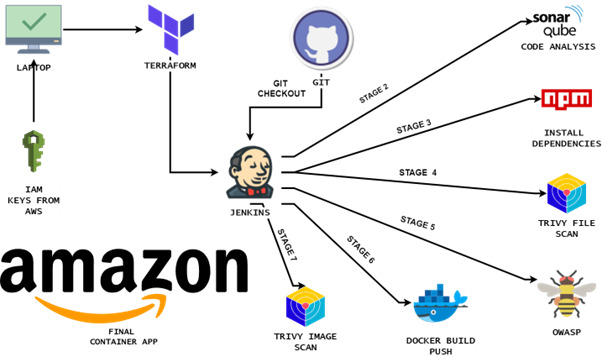 sonar
qube
CODE ANALYSIS
LAPTOP
TERRAFORM
GIT
CHECKOUT
GIT
STAGE 2
npm
INSTALL
DEPENDENCIES
STAGE 3
STAGE 4
IAM
KEYS FROM
AWS
JENKINS
TRIVY FILE
SCAN
STAGE 5
STAGE 6
STAGE 7
amazon
FINAL
CONTAINER APP
TRIVY IMAGE
SCAN
DOCKER BUILD
PUSH
OWASP